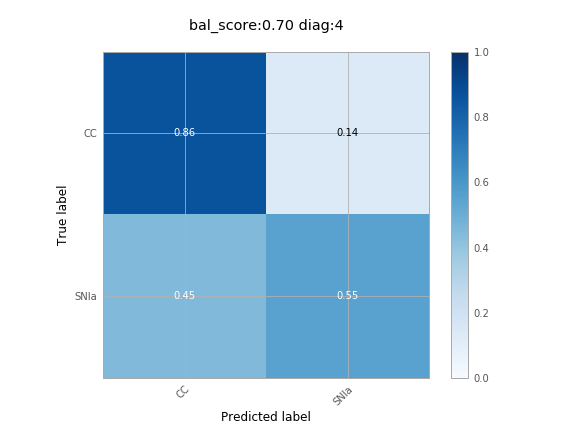 bal_score:0.70 diag:4
1.0
0.8
CC
0.86
0.14
0.6
True label
0.4
SNIa
0.45
0.55
0.2
0.0
CC
SNIa
Predicted label